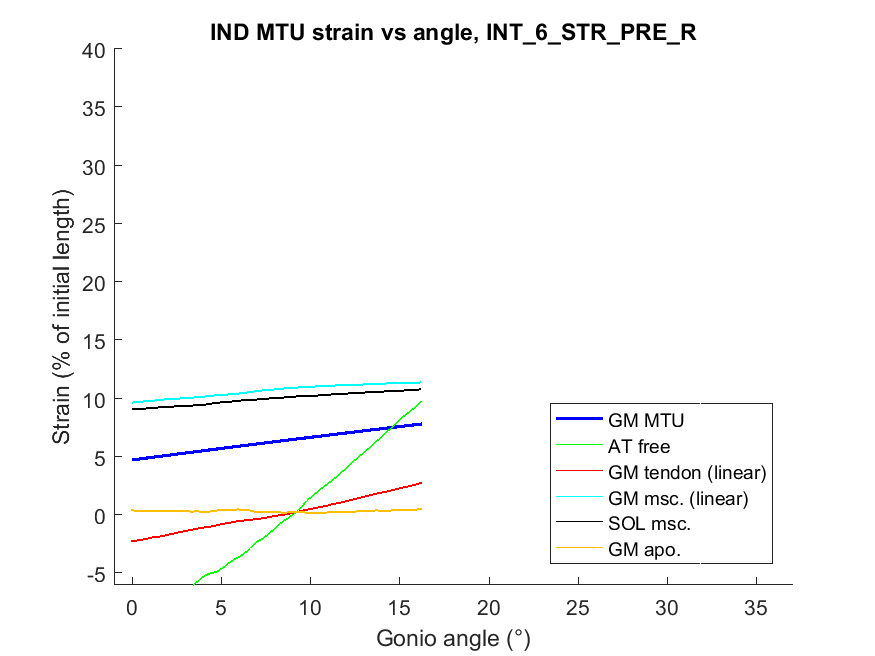 IND MTU strain vs angle, INT_6_STR_PRE_R
40
35
30
25
20
15
10
5
0
-5
Strain (% of initial length)
0 5 10 15 20 25 30 35
Gonio angle (°)
GM MTU
AT free
GM tendon (linear)
GM msc. (linear)
SOL msc.
GM apo.